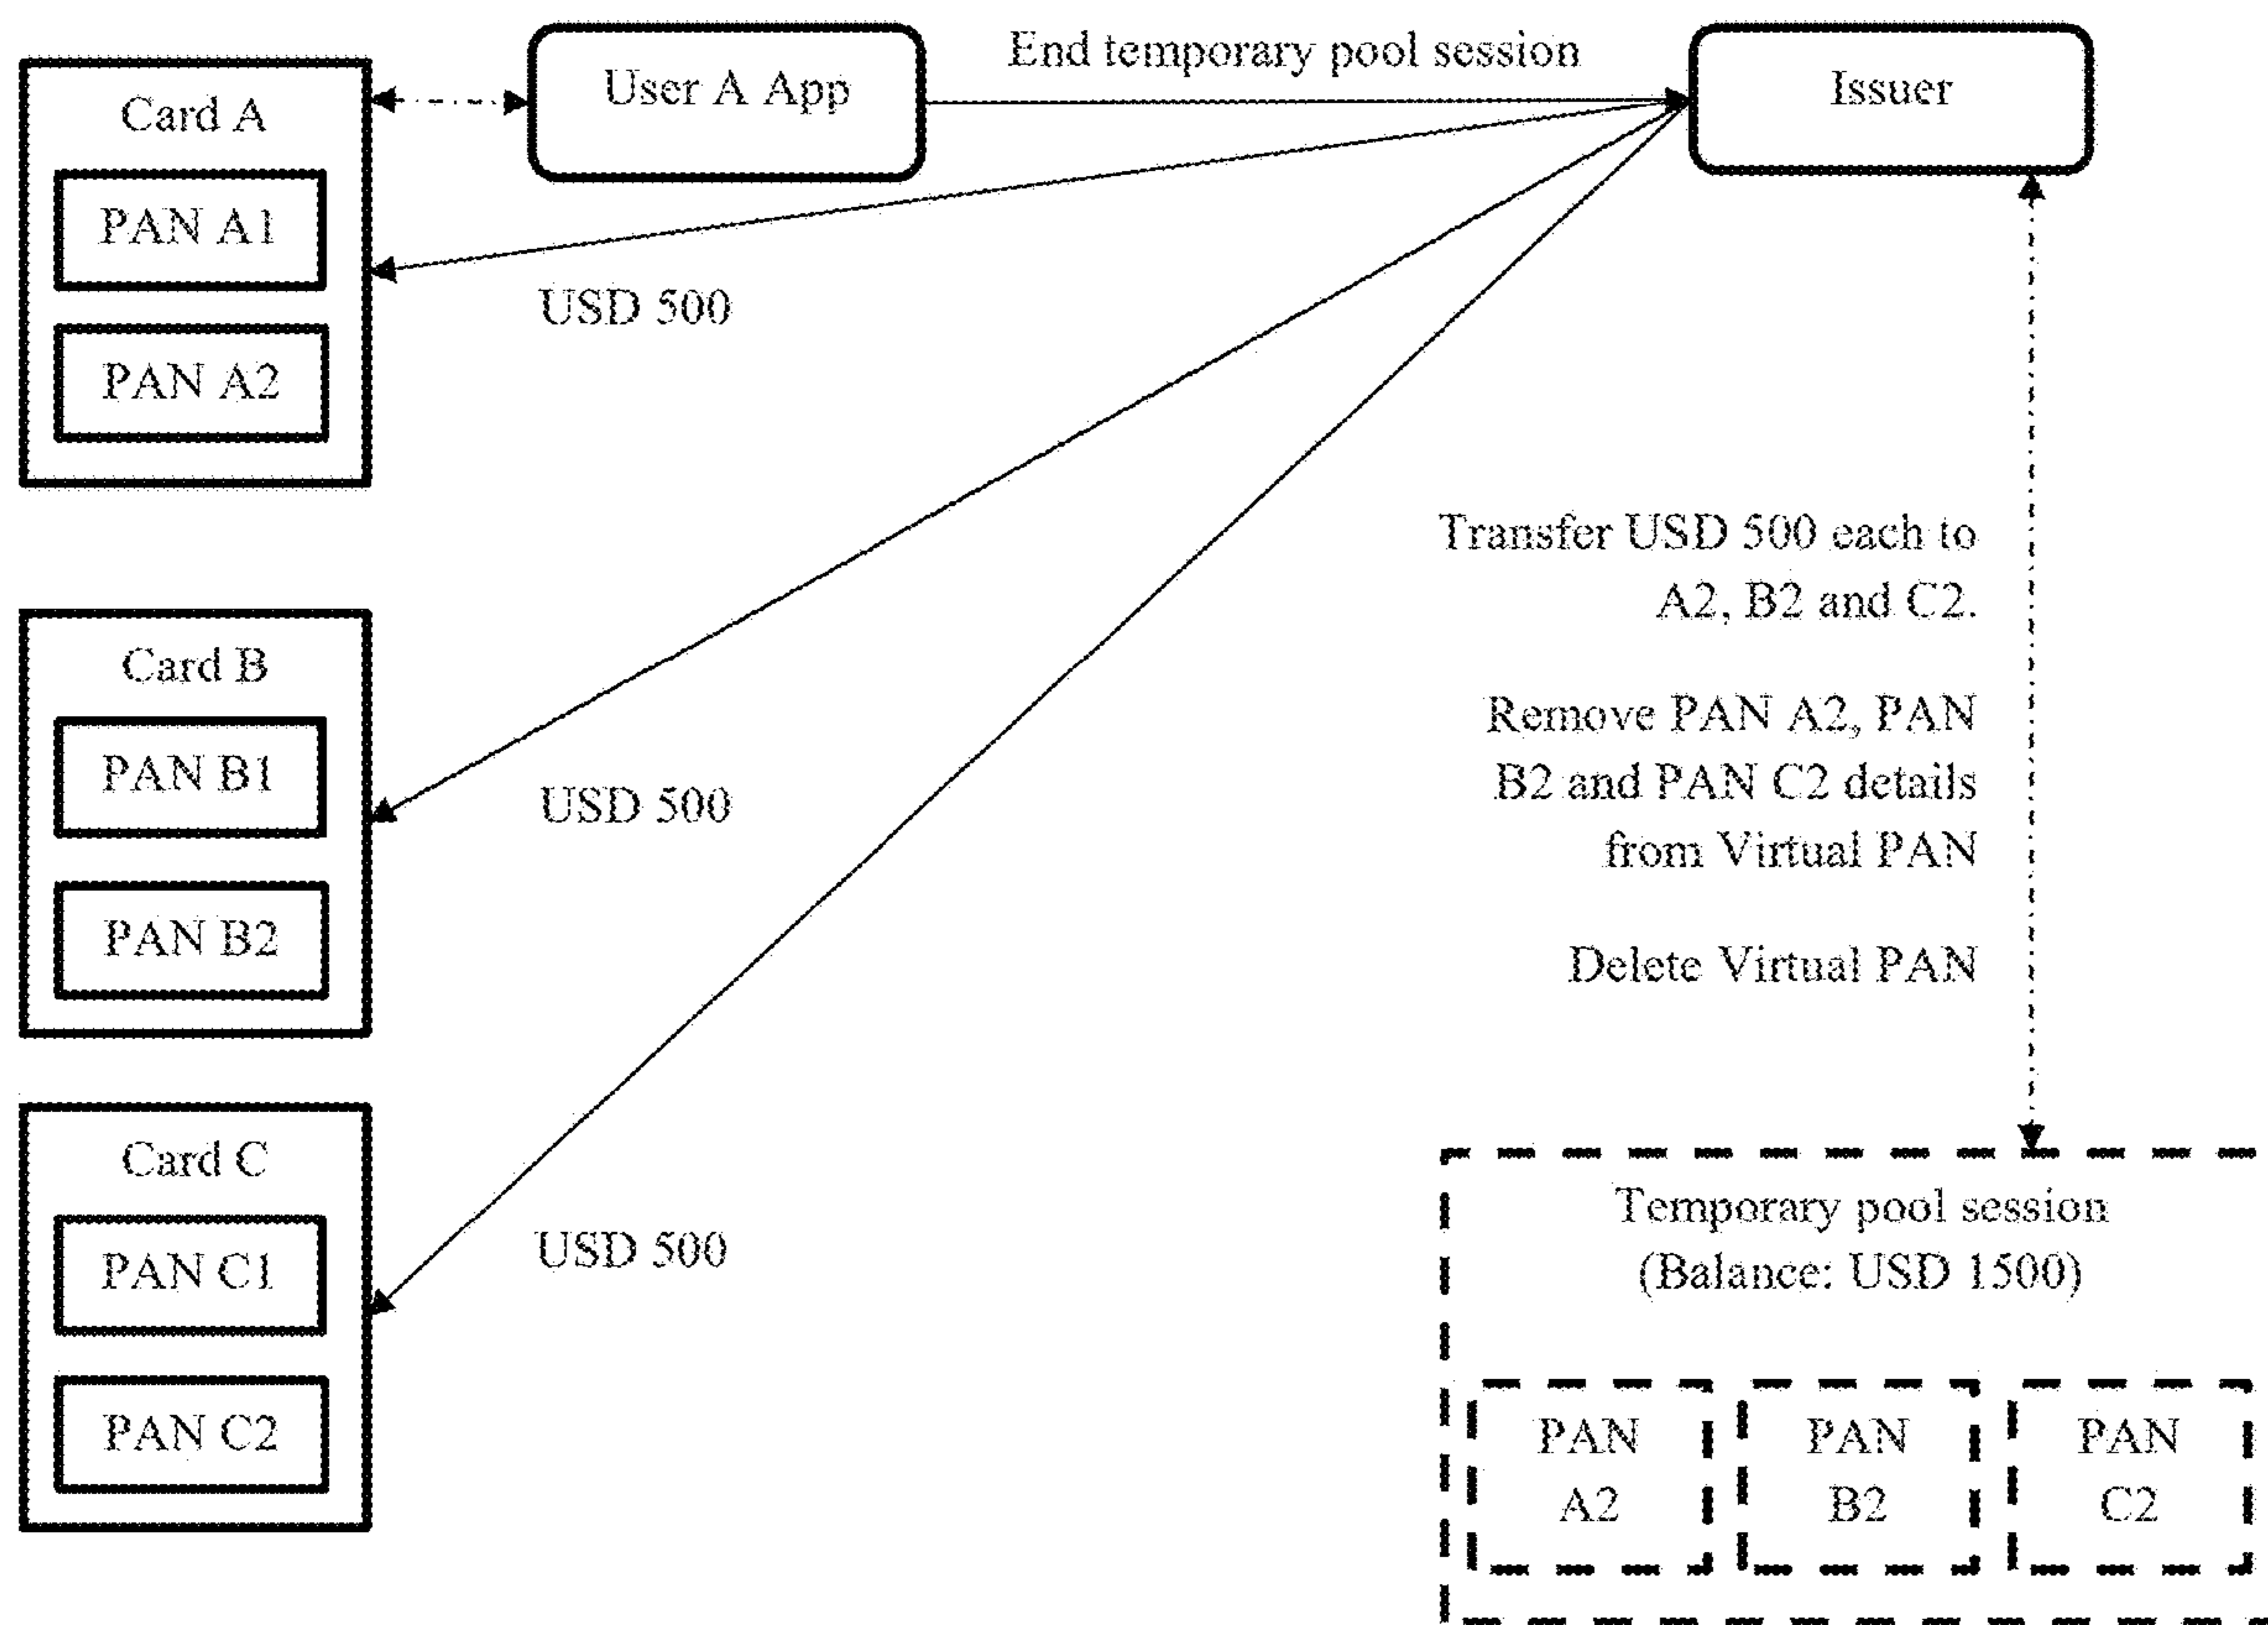 Card A
PAN A1
PAN A2
User A App
End temporary pool session
Issuer
USD 500
Card B
PAN B1
PAN B2
USD 500
Transfer USD 500 each to
A2, B2 and C2.
Remove PAN A2, PAN
B2 and PAN C2 details
from Virtual PAN
Delete Virtual PAN
Card C
PAN C1
PAN C2
USD 500
Temporary pool session
(Balance: USD 1500)
PAN
A2
PAN
B2
PAN
C2